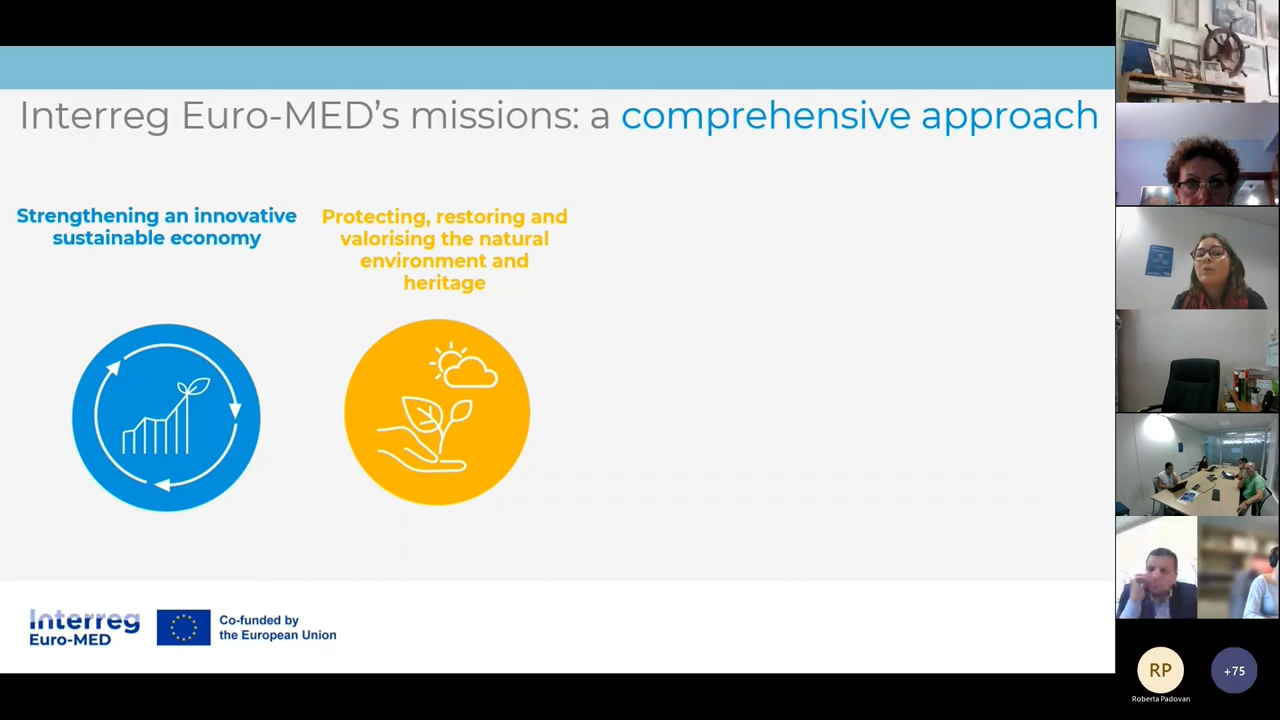 Interreg Euro-MED's missions: a comprehensive approach
Strengthening an innovative
sustainable economy
Protecting, restoring and
valorising the natural
environment and
heritage
Interreg
Euro-MED
Co-funded by
the European Union
RP
+75
Roberta Padovan